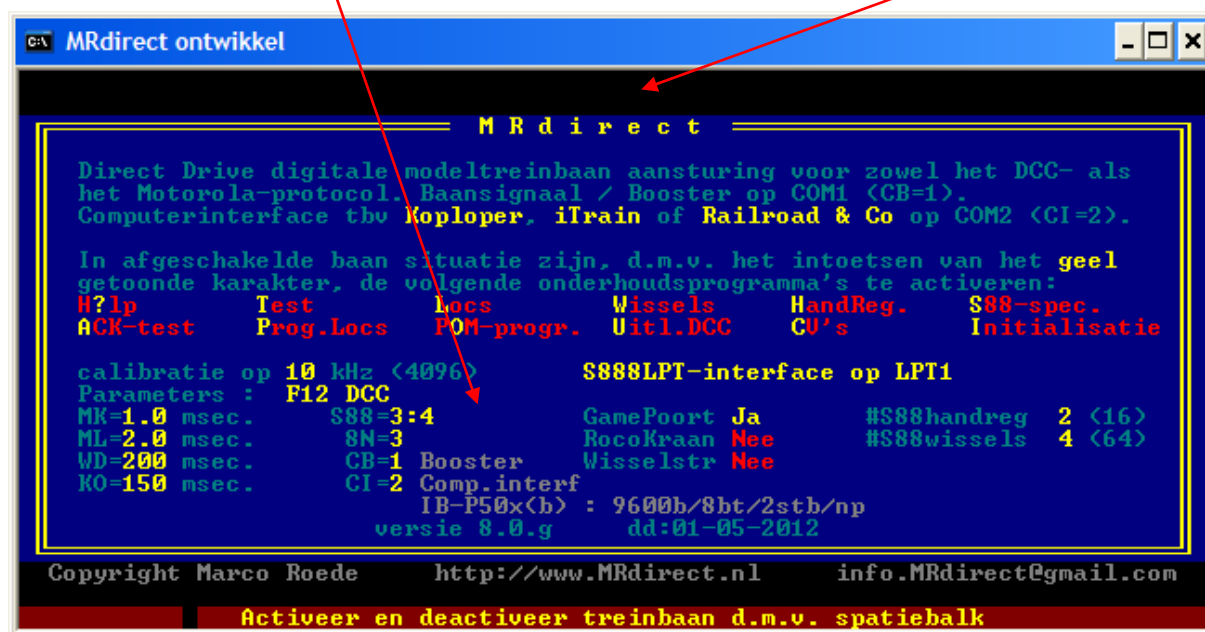 MRdirect ontwikkel
M R d i r e c t
Direct Drive digitale modeltreinbaan aansturing voor zowel het DCC- als
het Motorola-protocol. Baansignaal / Booster op COM1 (CB=1).
Computerinterface tbv Koploper, iTrain of Railroad & Co op COM2 (CI=2).
In afgeschakelde baan situatie zijn, d.m.v. het intoetsen van het geel
getoonde karakter, de volgende onderhoudsprogramma's te activeren:
H?lp Test Locs Wissels HandReg. S88-spec.
ACK-test Prog.Locs POM-progr. Uitl.DCC CV's Initialisatie
calibratie op 10 kHz (4096) S888LPT-interface op LPT1
Parameters : F12 DCC
MK=1.0 msec. S88=3:4 GamePoort Ja #S88handreg 2 (16)
ML=2.0 msec. 8N=3 RocoKraan Nee #S88wissels 4 (64)
WD=200 msec. CB=1 Booster Wisselstr Nee
KO=150 msec. CI=2 Comp.interf
IB-P50x(b) : 9600b/8bt/2stb/np
versie 8.0.g dd:01-05-2012
Copyright Marco Roede http://www.MRdirect.nl info.MRdirect@gmail.com
Activeer en deactiveer treinbaan d.m.v. spatiebalk